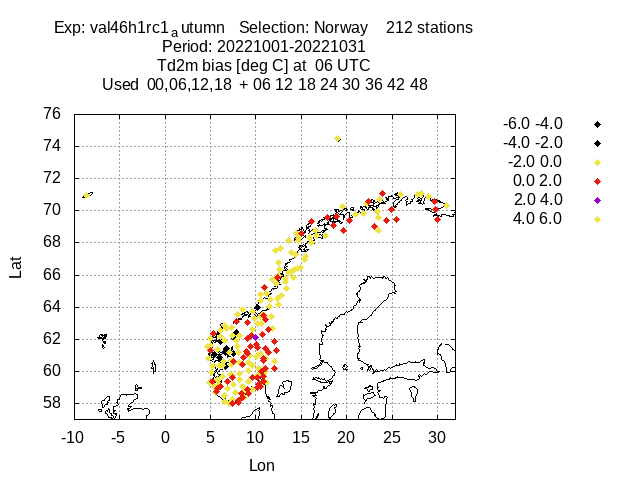 Exp: val46h1rc1autumn Selection: Norway 212 stations
Period: 20221001-20221031
Td2m bias [deg C] at 06 UTC
Used 00,06,12,18 + 06 12 18 24 30 36 42 48
-6.0 -4.0
-4.0 -2.0
-2.0 0.0
0.0 2.0
2.0 4.0
4.0 6.0
76
74
72
70
68
66
64
62
60
58
Lat
-10 -5 0 5 10 15 20 25 30
Lon